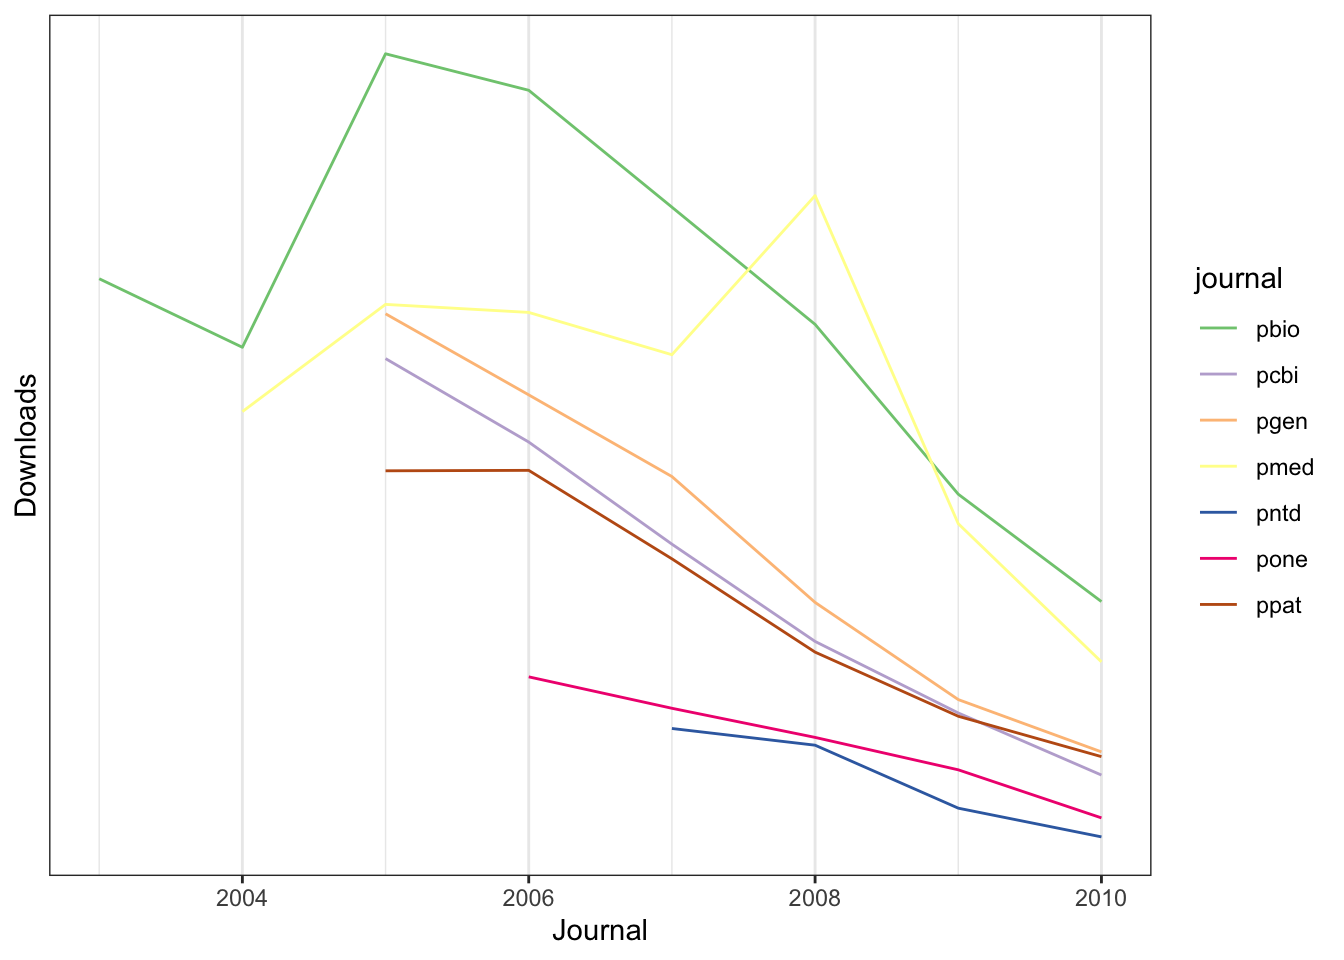 Downloads
2004
2006
2008
2010
Journal
journal
pbio
pcbi
pgen
pmed
pntd
pone
ppat